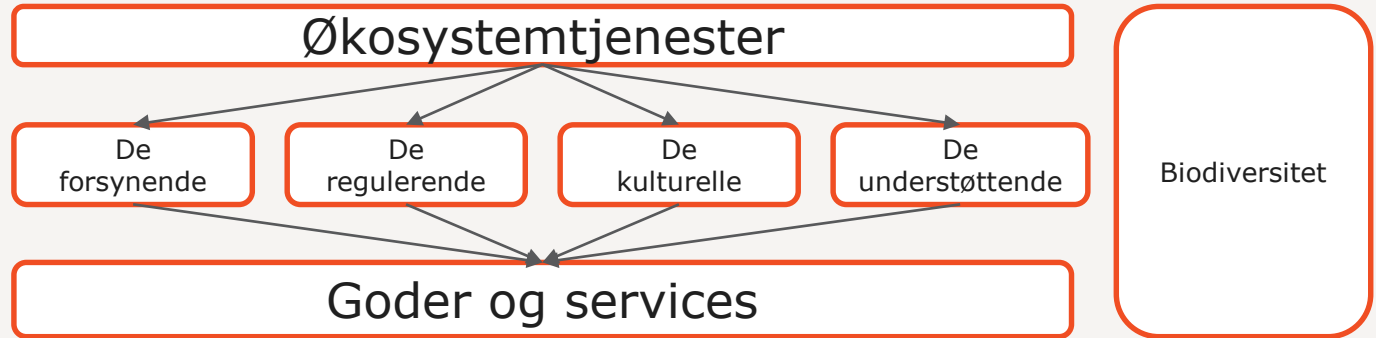 Økosystemtjenester
De
forsynende
De
regulerende
De
kulturelle
De
understøttende
Goder og services
Biodiversitet